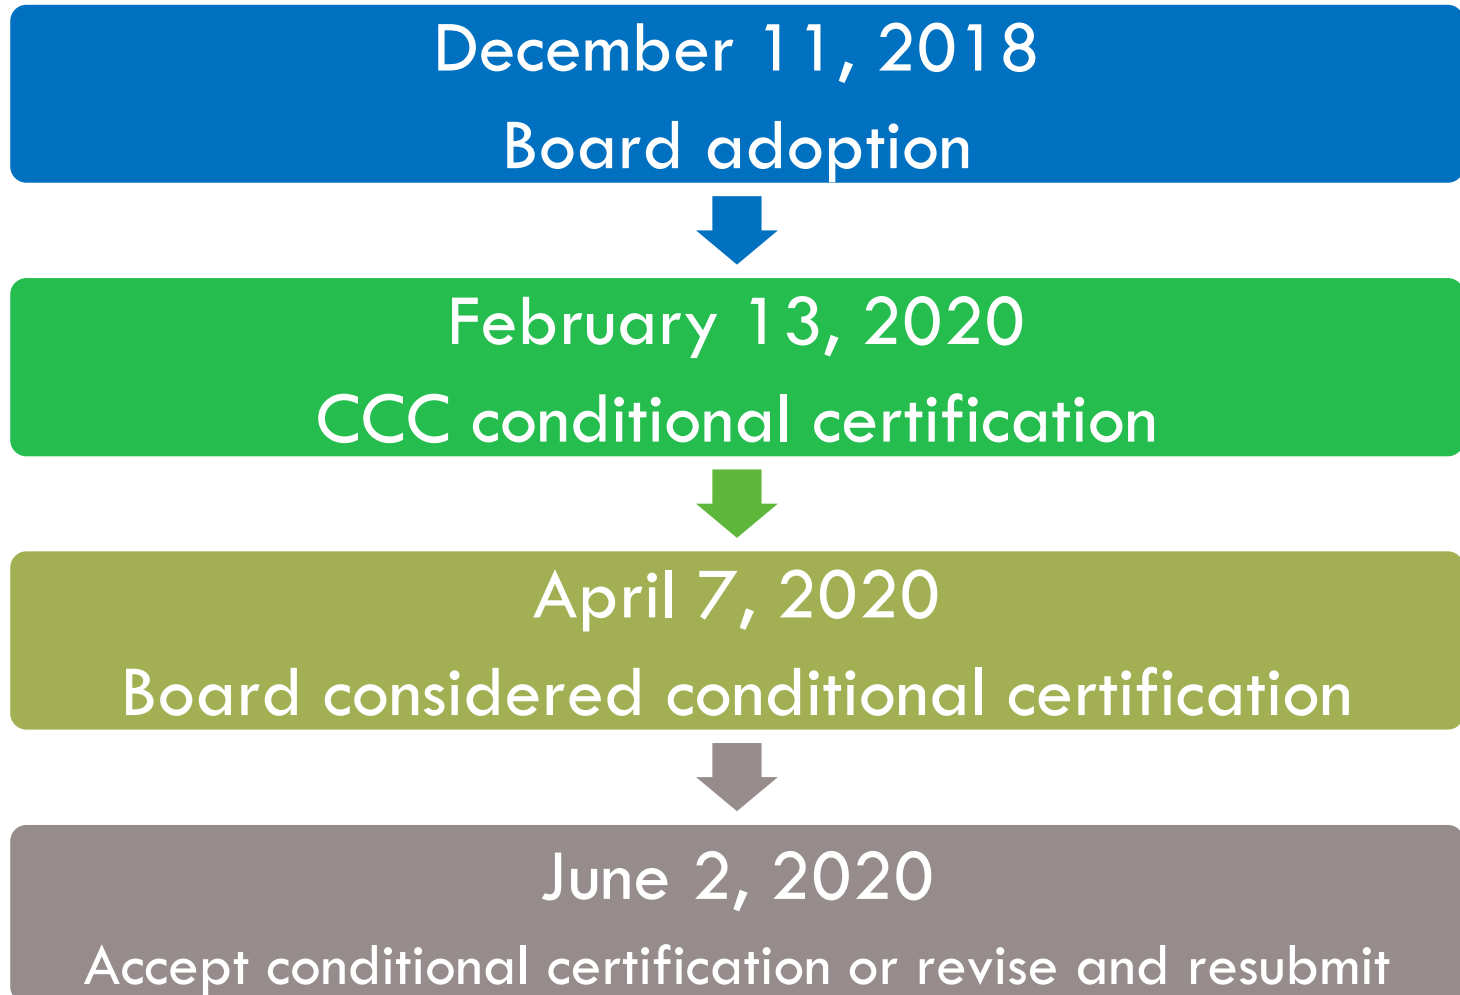 December 11, 2018
Board adoption
February 13, 2020
CCC conditional certification
April 7, 2020
Board considered conditional certification
June 2, 2020
Accept conditional certification or revise and resubmit